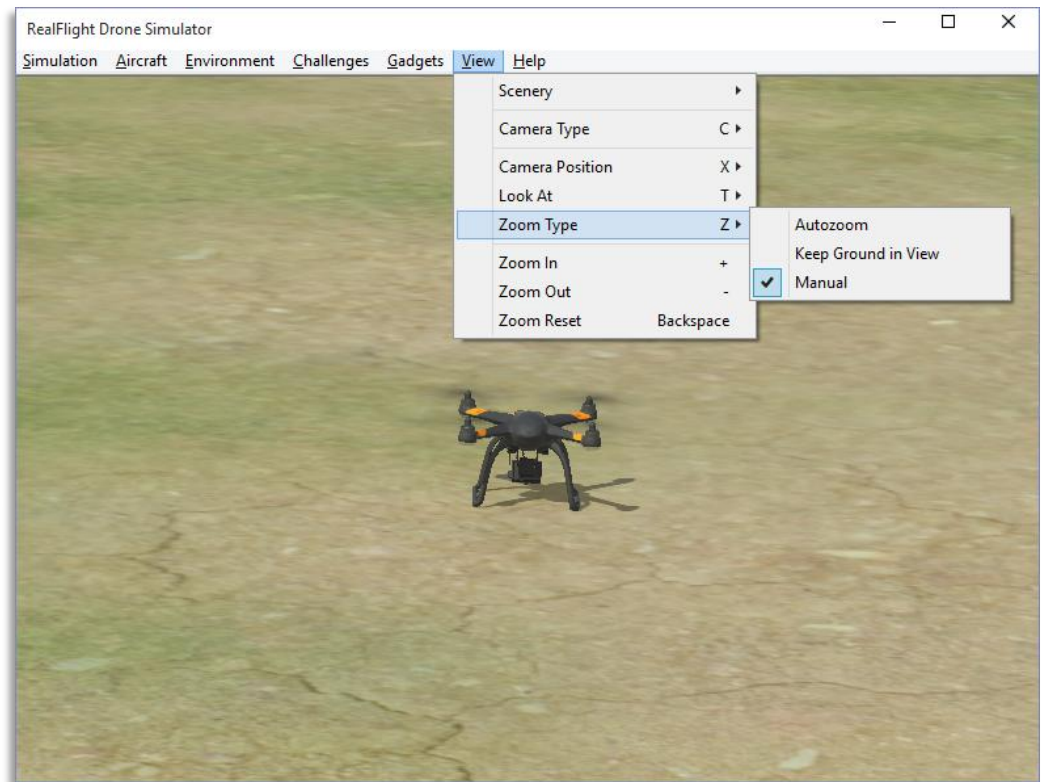 RealFlight Drone Simulator
Simulation Aircraft Environment Challenges Gadgets View Help
Scenery
Camera Type C
Camera Position X
Look At T
Zoom Type Z
Autozoom
Keep Ground in View
Manual
Zoom In +
Zoom Out -
Zoom Reset Backspace